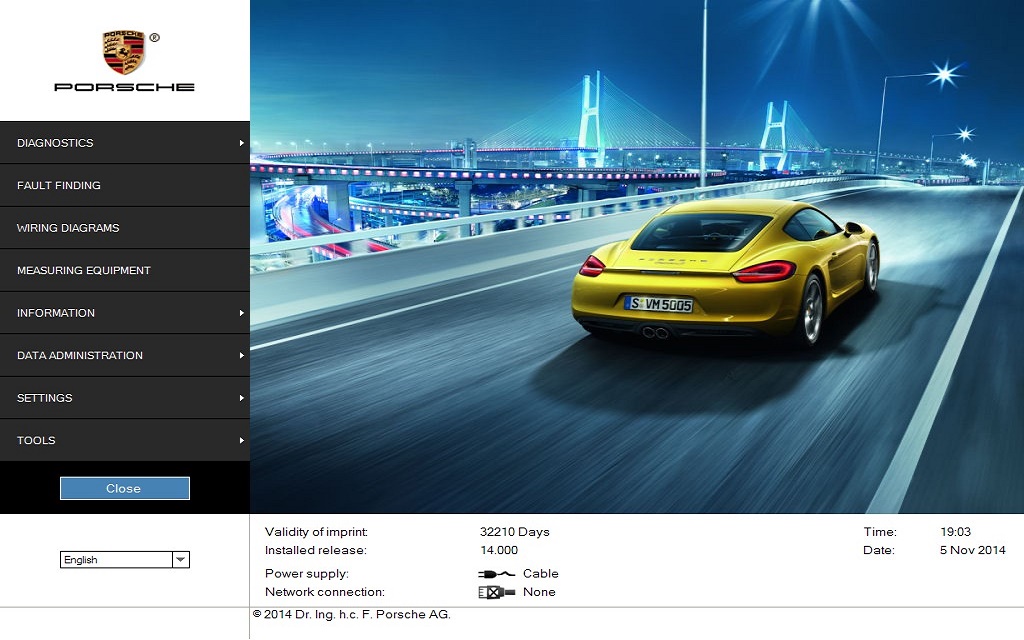 PORSCHE
®
PORSCHE
DIAGNOSTICS
FAULT FINDING
WIRING DIAGRAMS
MEASURING EQUIPMENT
INFORMATION
DATA ADMINISTRATION
SETTINGS
TOOLS
Close
English
PORSCHE
S VM 5005
Validity of imprint: 32210 Days
Installed release: 14.000
Power supply: Cable
Network connection: None
Time: 19:03
Date: 5 Nov 2014
© 2014 Dr. Ing. h.c. F. Porsche AG.